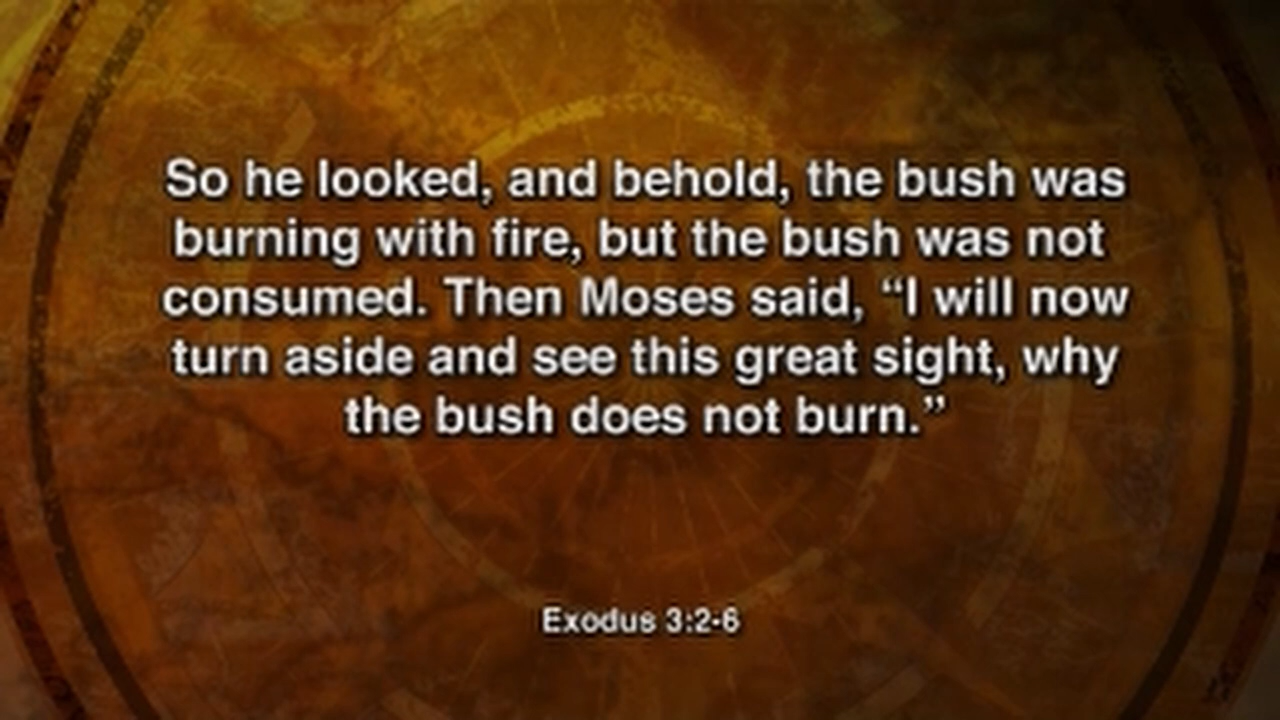 So he looked, and behold, the bush was
burning with fire, but the bush was not
consumed. Then Moses said, “I will now
turn aside and see this great sight, why
the bush does not burn.”
Exodus 3:2-6